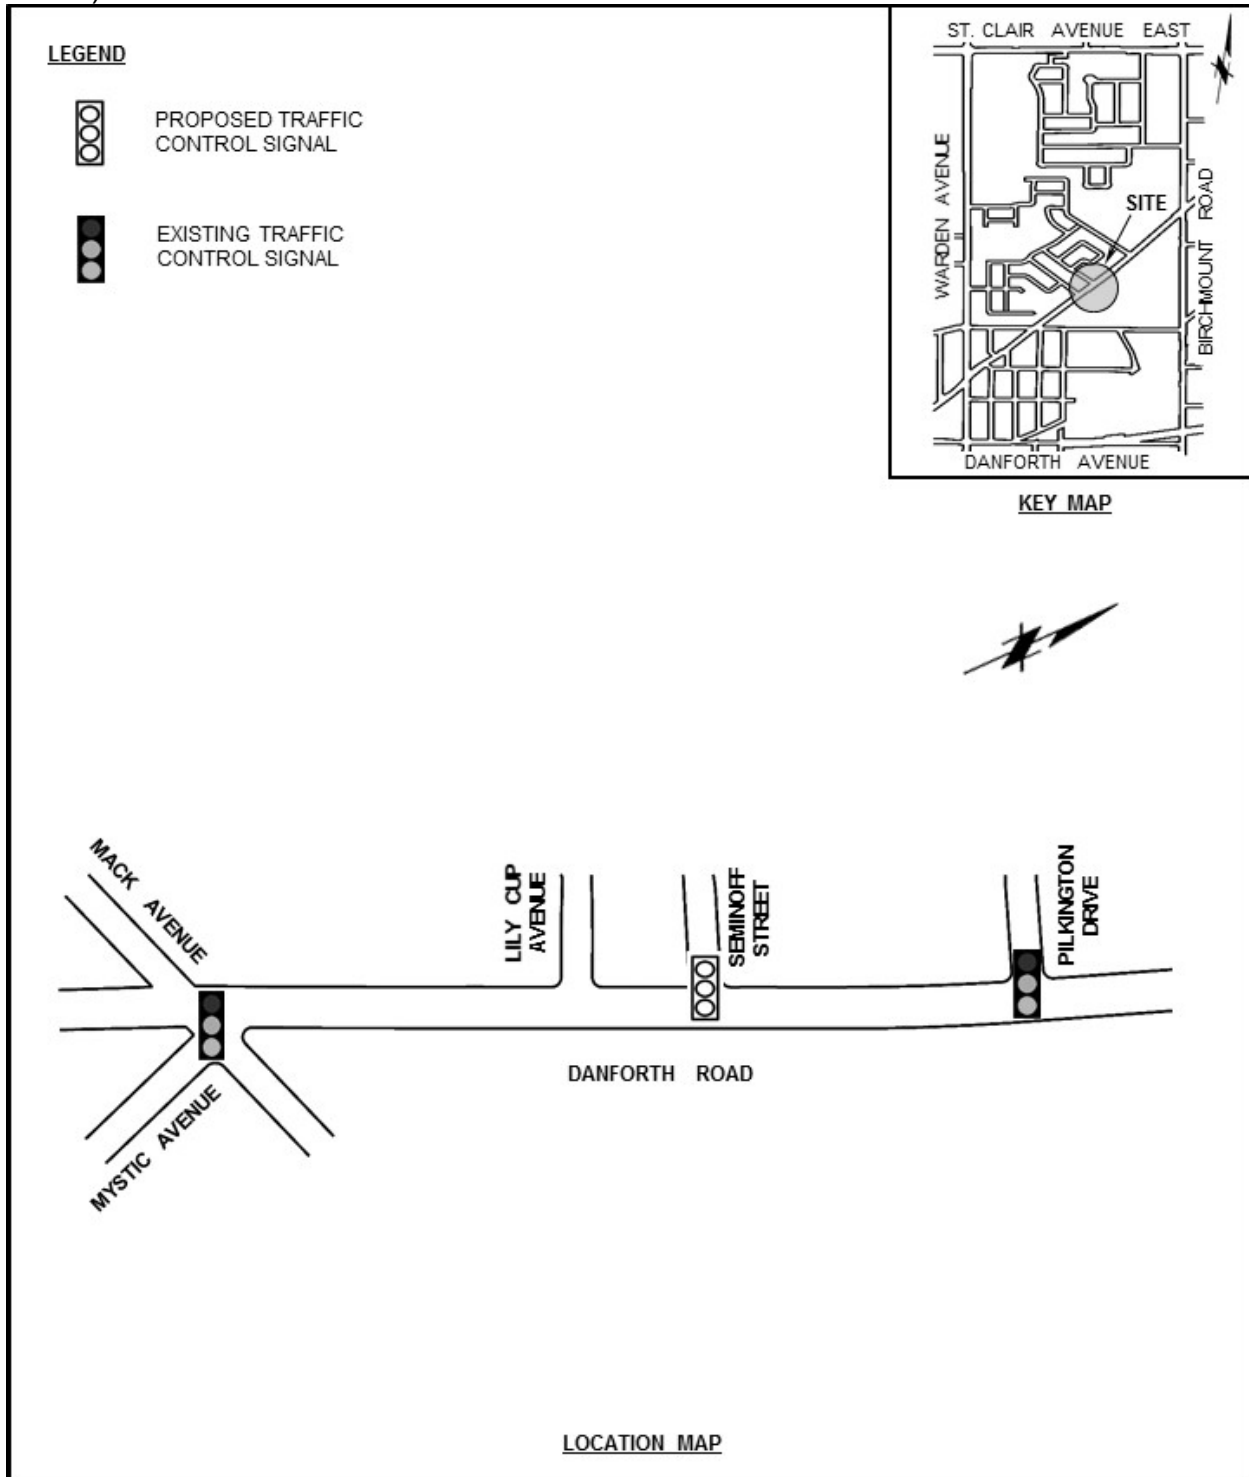 LEGEND
PROPOSED TRAFFIC
CONTROL SIGNAL
EXISTING TRAFFIC
CONTROL SIGNAL
ST. CLAIR AVENUE EAST
WARDEN AVENUE
SITE
BIRCHMOUNT ROAD
DANFORTH AVENUE
KEY MAP
MACK AVENUE
LILY CUP
AVENUE
SEMINOFF
STREET
PILKINGTON
DRIVE
DANFORTH ROAD
MYSTIC AVENUE
LOCATION MAP